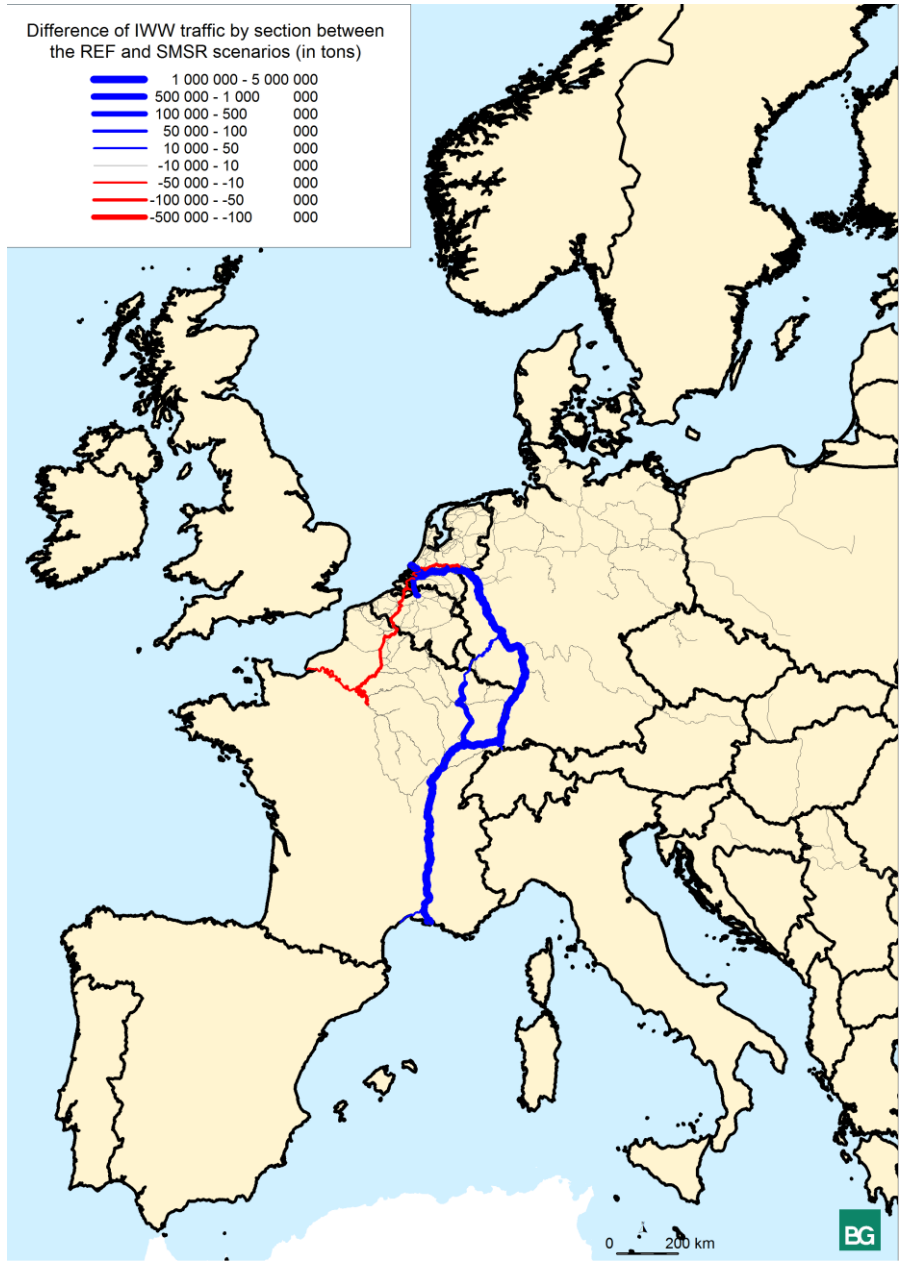 Difference of IWW traffic by section between
the REF and SMSR scenarios (in tons)
1 000 000 - 5 000 000
500 000 - 1 000 000
100 000 - 500 000
50 000 - 100 000
10 000 - 50 000
-10 000 - 10 000
-50 000 - -10 000
-100 000 - -50 000
-500 000 - -100 000
0 200 km
BG